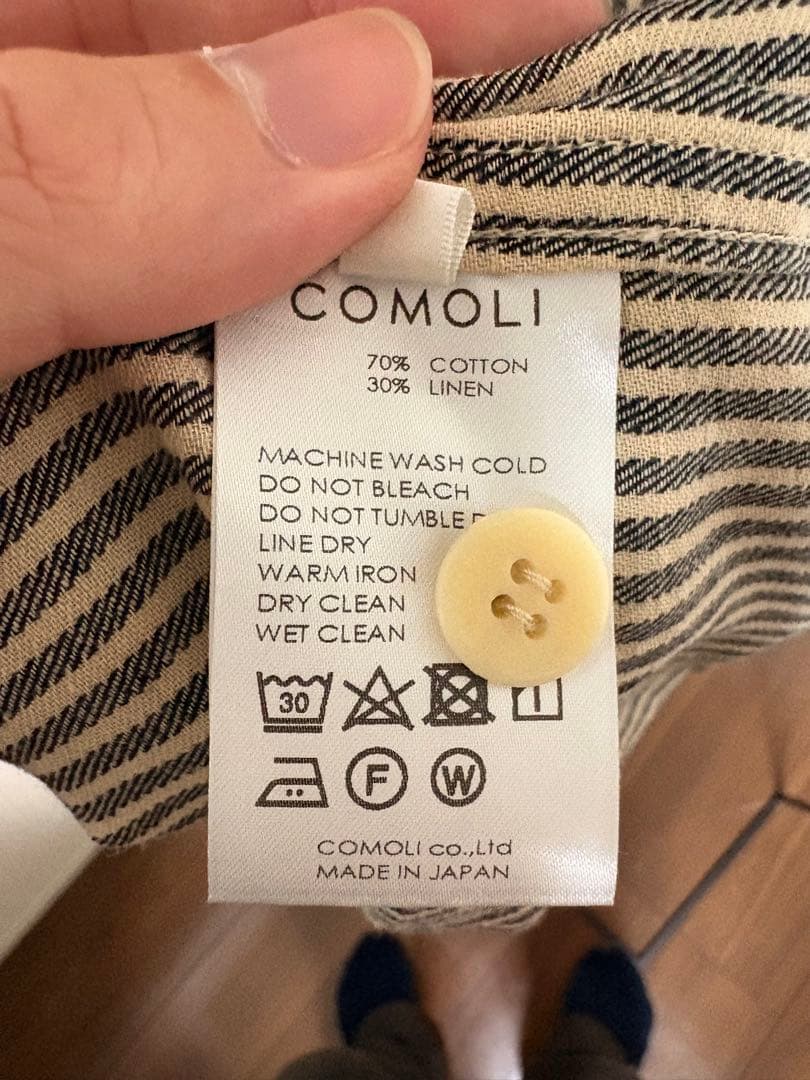 COMOLI
70% COTTON
30% LINEN
MACHINE WASH COLD
DO NOT BLEACH
DO NOT TUMBLE
LINE DRY
WARM IRON
DRY CLEAN
WET CLEAN
30
F W
COMOLI co.,Ltd
MADE IN JAPAN